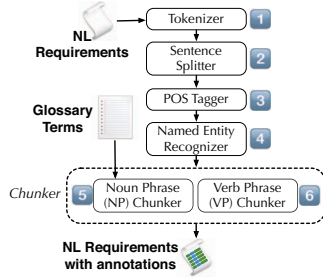 NL
Requirements
Tokenizer
1
Sentence
Splitter
2
POS Tagger
3
Glossary
Terms
Named Entity
Recognizer
4
Chunker
5
Noun Phrase
(NP) Chunker
Verb Phrase
(VP) Chunker
6
NL Requirements
with annotations